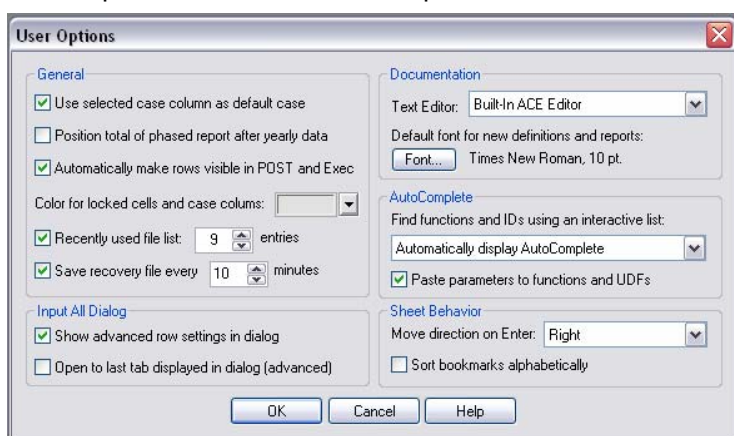 User Options
General
Use selected case column as default case
Position total of phased report after yearly data
Automatically make rows visible in POST and Exec
Color for locked cells and case colums:
Recently used file list: 9 entries
Save recovery file every 10 minutes
Input All Dialog
Show advanced row settings in dialog
Open to last tab displayed in dialog (advanced)
Documentation
Text Editor: Built-In ACE Editor
Default font for new definitions and reports:
Font... Times New Roman, 10 pt.
AutoComplete
Find functions and IDs using an interactive list:
Automatically display AutoComplete
Paste parameters to functions and UDFs
Sheet Behavior
Move direction on Enter: Right
Sort bookmarks alphabetically
OK Cancel Help